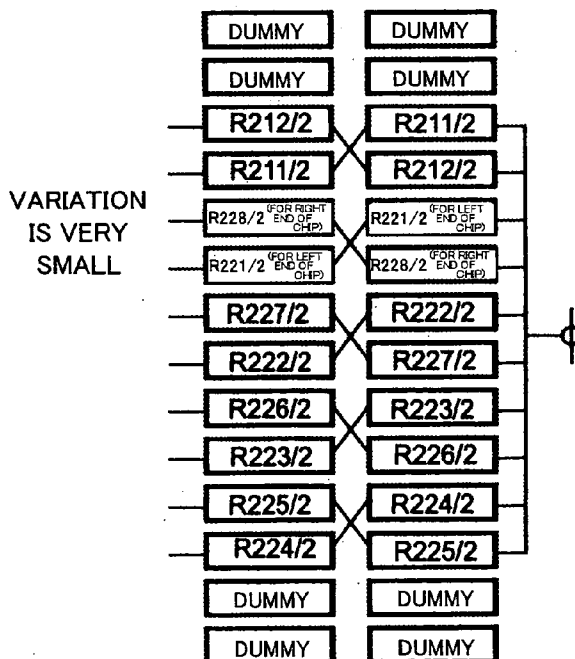 DUMMY DUMMY
DUMMY DUMMY
R212/2 R211/2
R211/2 R212/2
VARIATION
IS VERY
SMALL
R228/2 (FOR RIGHT END OF CHIP) R221/2 (FOR LEFT END OF CHIP)
R221/2 (FOR LEFT END OF CHIP) R228/2 (FOR RIGHT END OF CHIP)
R227/2 R222/2
R222/2 R227/2
R226/2 R223/2
R223/2 R226/2
R225/2 R224/2
R224/2 R225/2
DUMMY DUMMY
DUMMY DUMMY